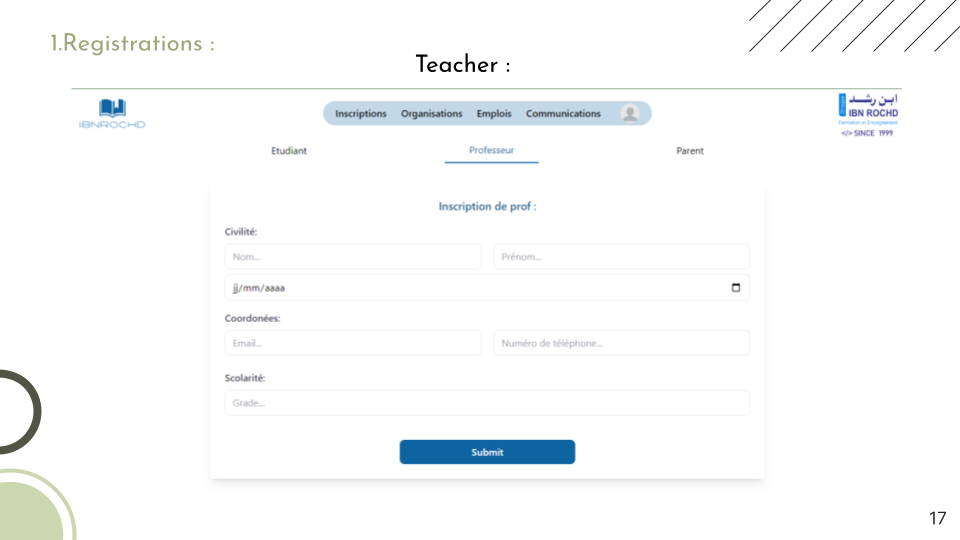 1.Registrations :
Teacher :
IBNROCHD
Inscriptions Organisations Emplois Communications
ابن رشد
IBN ROCHD
Formation et Enseignement
</> SINCE 1999
Etudiant Professeur Parent
Inscription de prof :
Civilité:
Nom... Prénom...
jj/mm/aaaa
Coordonées:
Email... Numéro de téléphone...
Scolarité:
Grade...
Submit
17